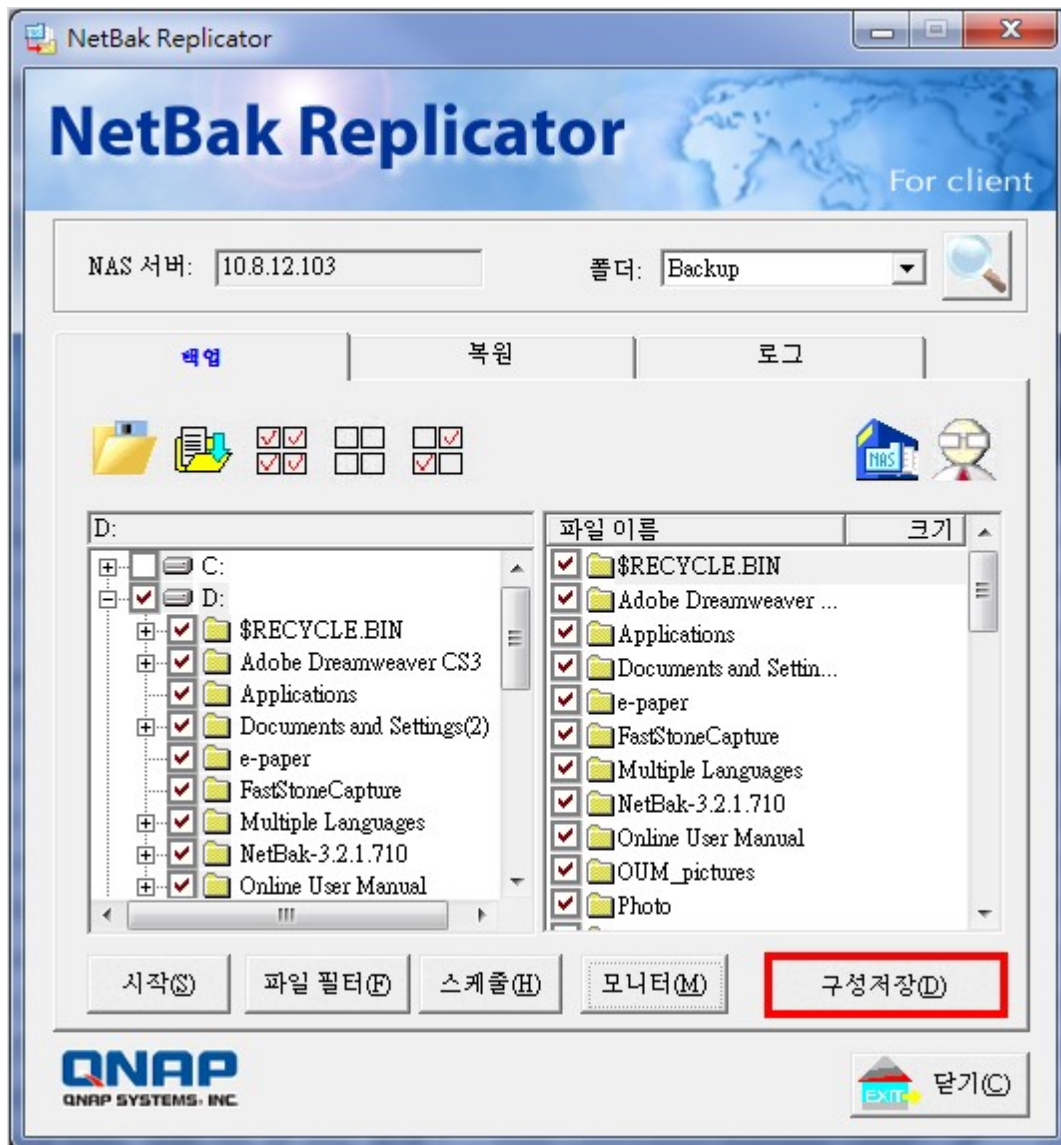 NetBak Replicator
NetBak Replicator
For client
NAS 서버: 10.8.12.103 폴더: Backup
백업 복원 로그
NAS
D:
C:
D:
$RECYCLE.BIN
Adobe Dreamweaver CS3
Applications
Documents and Settings(2)
e-paper
FastStoneCapture
Multiple Languages
NetBak-3.2.1.710
Online User Manual
파일 이름 크기
$RECYCLE.BIN
Adobe Dreamweaver ...
Applications
Documents and Settin...
e-paper
FastStoneCapture
Multiple Languages
NetBak-3.2.1.710
Online User Manual
OUM_pictures
Photo
시작(S) 파일 필터(F) 스케줄(H) 모니터(M) 구성저장(D)
QNAP
QNAP SYSTEMS, INC.
EXIT 닫기(C)